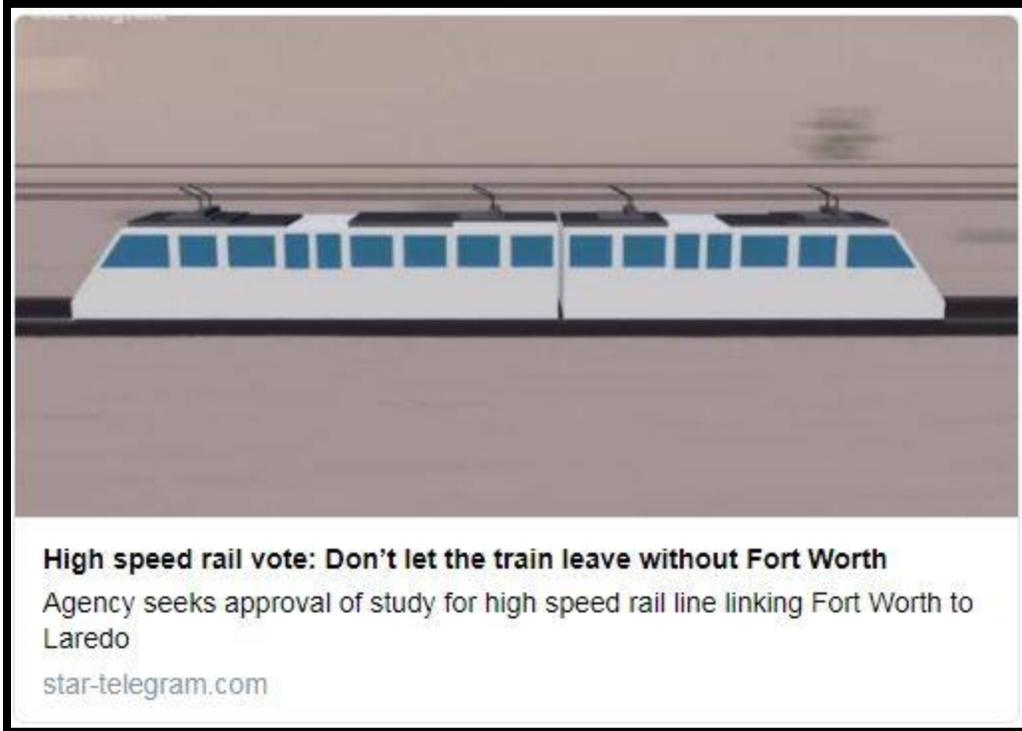 High speed rail vote: Don't let the train leave without Fort Worth
Agency seeks approval of study for high speed rail line linking Fort Worth to
Laredo
star-telegram.com